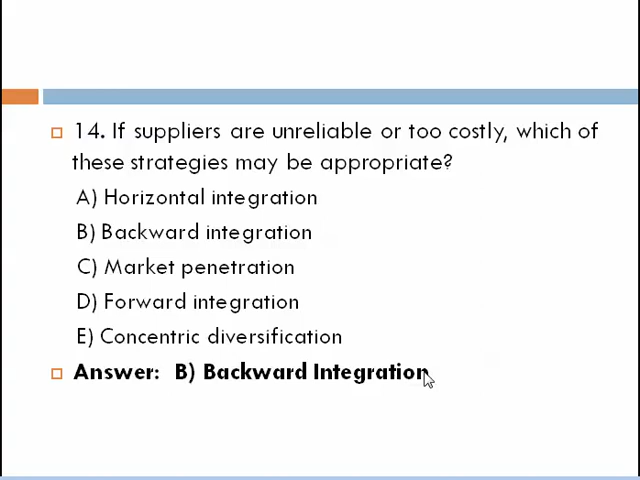 14. If suppliers are unreliable or too costly, which of
these strategies may be appropriate?
A) Horizontal integration
B) Backward integration
C) Market penetration
D) Forward integration
E) Concentric diversification
Answer: B) Backward Integration